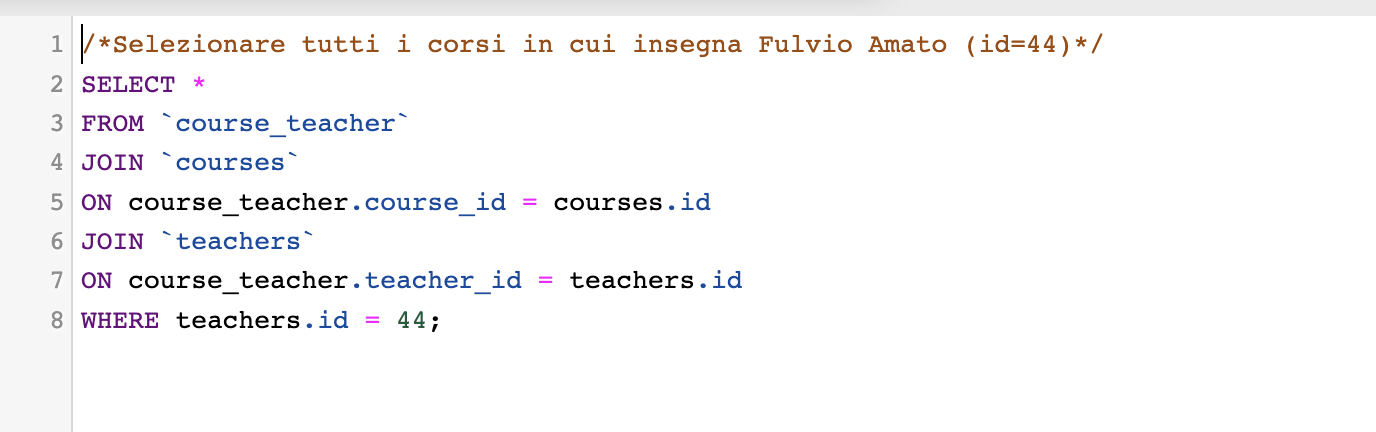 1 /*Selezionare tutti i corsi in cui insegna Fulvio Amato (id=44)*/
2 SELECT *
3 FROM `course_teacher`
4 JOIN `courses`
5 ON course_teacher.course_id = courses.id
6 JOIN `teachers`
7 ON course_teacher.teacher_id = teachers.id
8 WHERE teachers.id = 44;